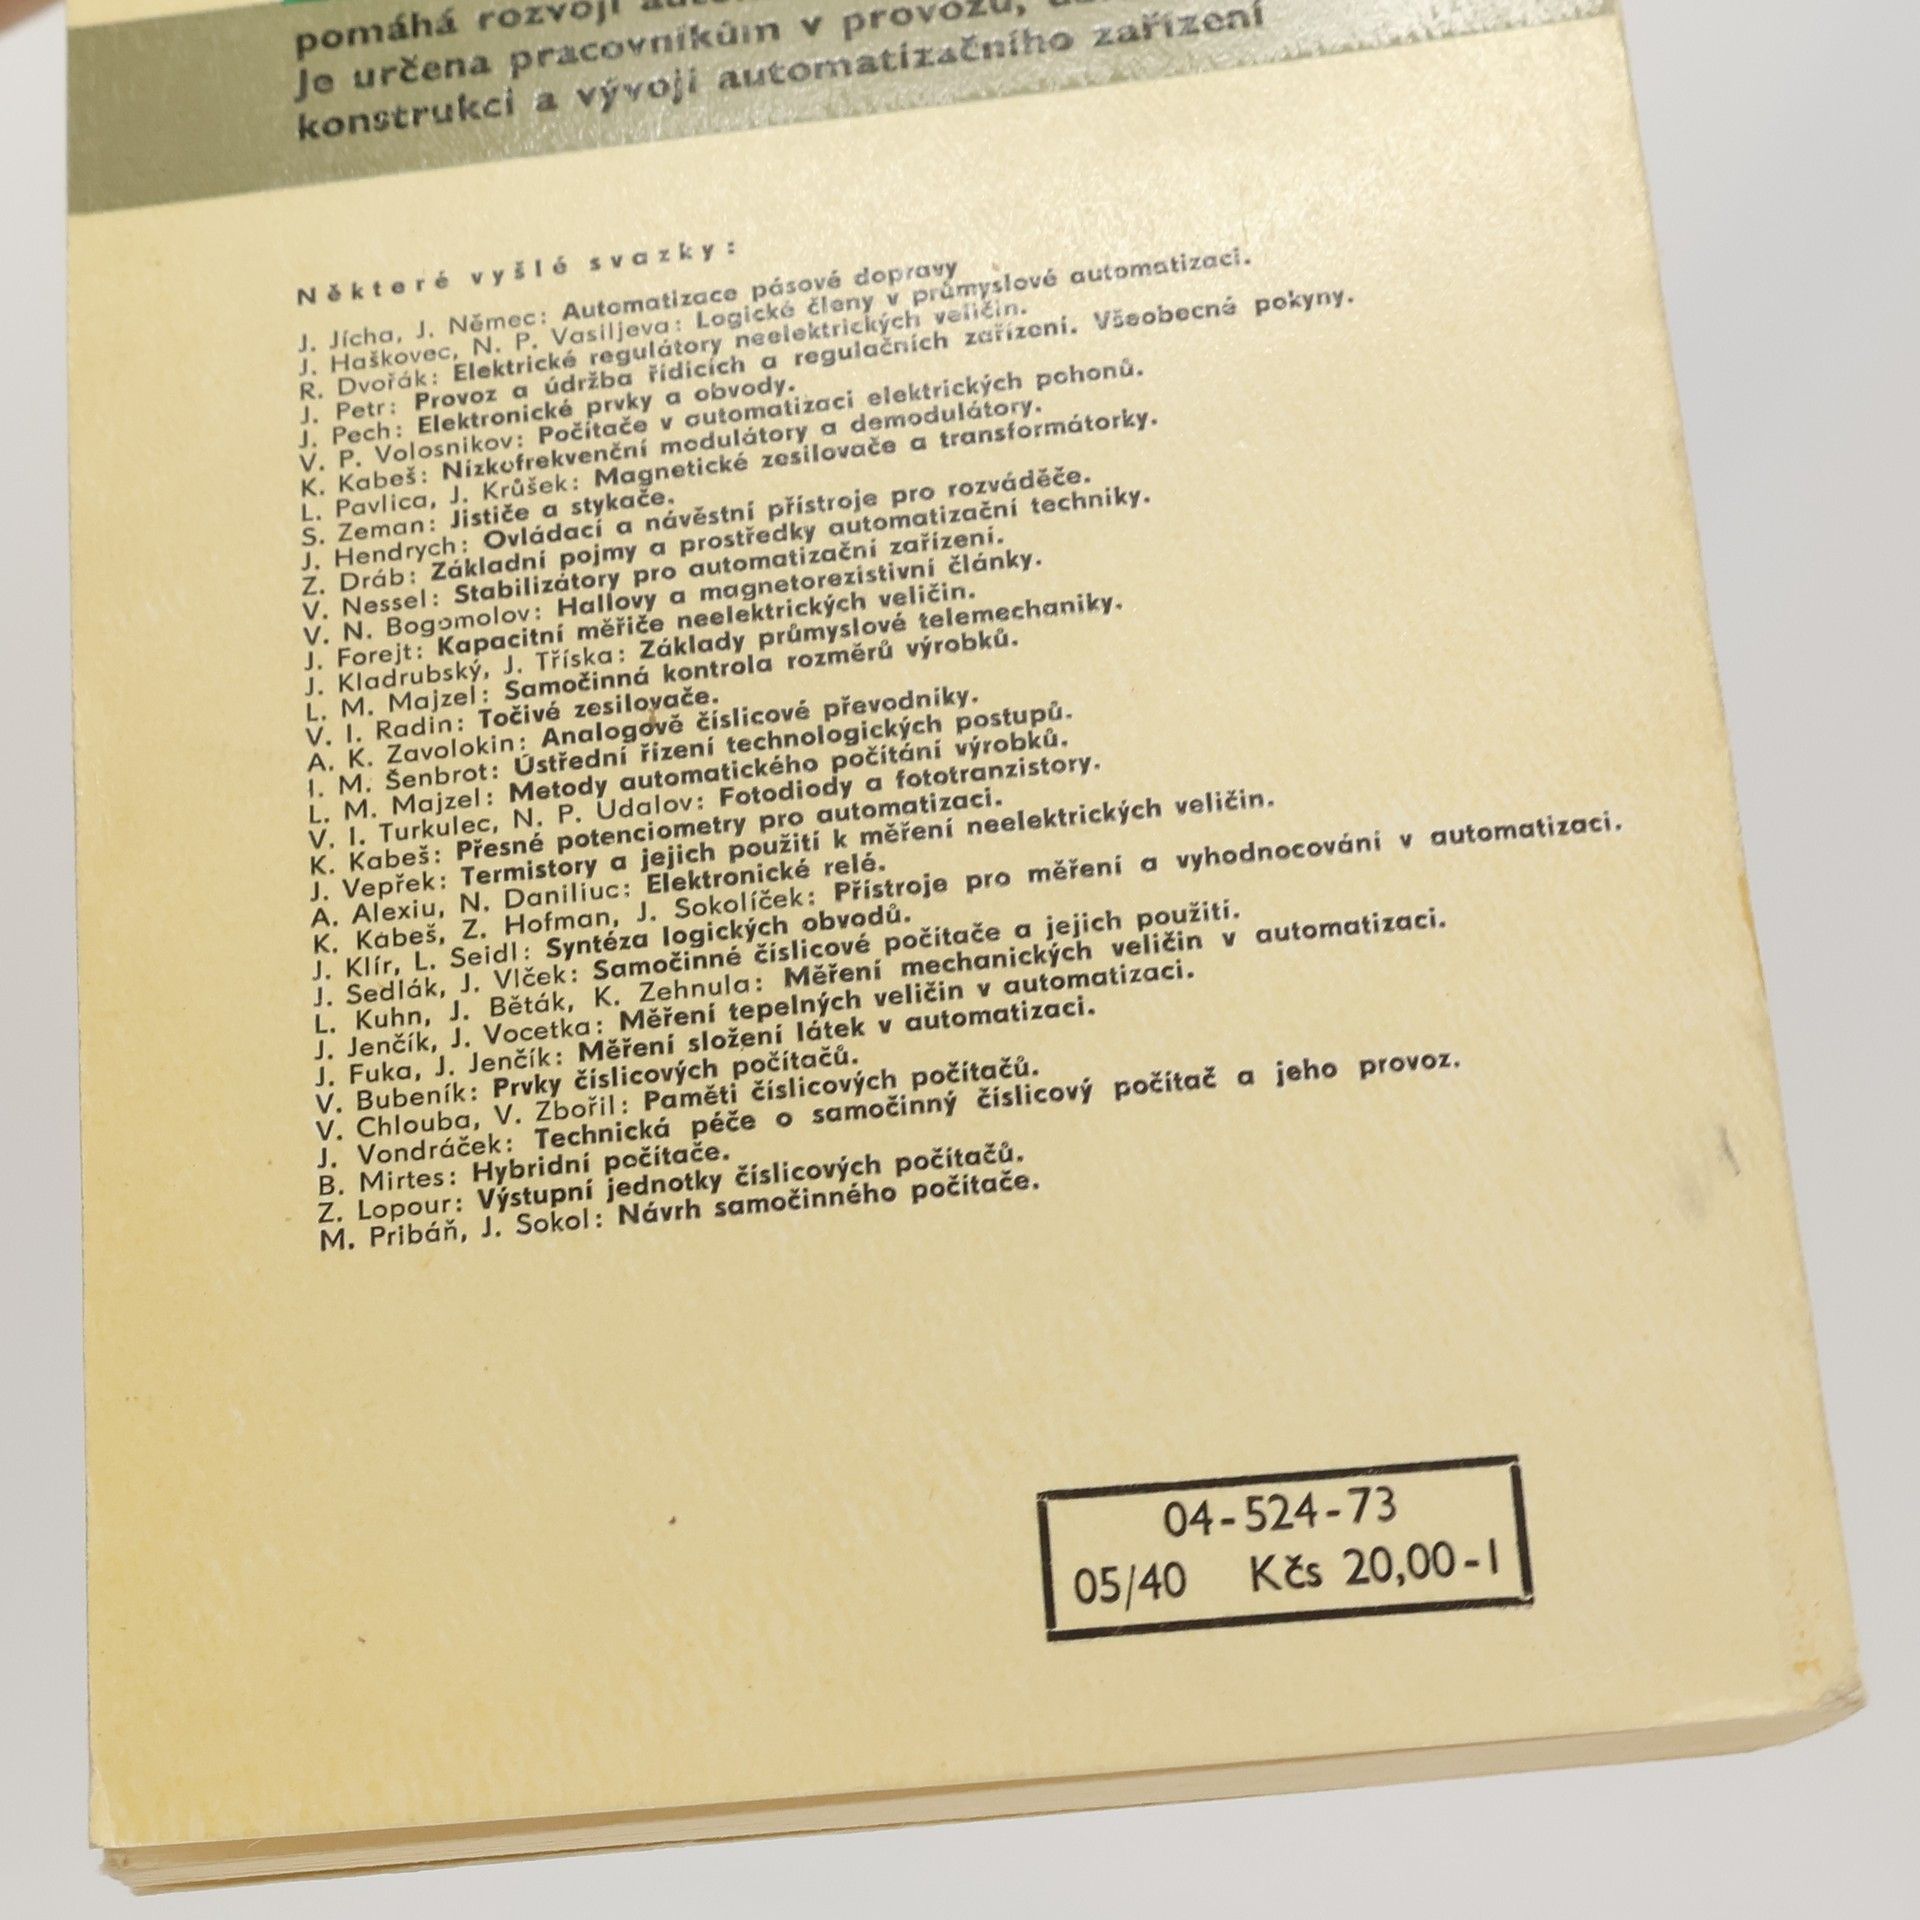 pomáhá rozvoji
Je určena pracovníkům v provozu,
konstrukci a vývoji automatizačního zařízení
Některé vyšlé svazky:
J. Jícha, J. Němec: Automatizace pásové dopravy
J. Haškovec, N. P. Vasiljeva: Logické členy v průmyslové automatizaci.
R. Dvořák: Elektrické regulátory neelektrických veličin.
J. Petr: Provoz a údržba řídicích a regulačních zařízení. Všeobecné pokyny.
J. Pech: Elektronické prvky a obvody.
V. P. Volosnikov: Počítače v automatizaci elektrických pohonů.
K. Kabeš: Nízkofrekvenční modulátory a demodulátory.
L. Pavlica, J. Krůšek: Magnetické zesilovače a transformátorky.
S. Zeman: Jističe a stykače.
J. Hendrych: Ovládací a návěstní přístroje pro rozváděče.
Z. Dráb: Základní pojmy a prostředky automatizační techniky.
V. Nessel: Stabilizátory pro automatizační zařízení.
V. N. Bogomolov: Hallovy a magnetorezistivní články.
J. Forejt: Kapacitní měřiče neelektrických veličin.
J. Kladrubský, J. Tříska: Základy průmyslové telemechaniky.
L. M. Majzel: Samočinná kontrola rozměrů výrobků.
V. I. Radin: Točivé zesilovače.
A. K. Zavolokin: Analogově číslicové převodníky.
I. M. Šenbrot: Ústřední řízení technologických postupů.
L. M. Majzel: Metody automatického počítání výrobků.
V. I. Turkulec, N. P. Udalov: Fotodiody a fototranzistory.
K. Kabeš: Přesné potenciometry pro automatizaci.
J. Vepřek: Termistory a jejich použití k měření neelektrických veličin.
A. Alexiu, N. Daniliuc: Elektronické relé.
K. Kabeš, Z. Hofman, J. Sokolíček: Přístroje pro měření a vyhodnocování v automatizaci.
J. Klír, L. Seidl: Syntéza logických obvodů.
J. Sedlák, J. Vlček: Samočinné číslicové počítače a jejich použití.
L. Kuhn, J. Běták, K. Zehnula: Měření mechanických veličin v automatizaci.
J. Jenčík, J. Vocetka: Měření tepelných veličin v automatizaci.
J. Fuka, J. Jenčík: Měření složení látek v automatizaci.
V. Bubeník: Prvky číslicových počítačů.
V. Chlouba, V. Zbořil: Paměti číslicových počítačů.
J. Vondráček: Technická péče o samočinný číslicový počítač a jeho provoz.
B. Mirtes: Hybridní počítače.
Z. Lopour: Výstupní jednotky číslicových počítačů.
M. Pribáň, J. Sokol: Návrh samočinného počítače.
04-524-73
05/40 Kčs 20,00-I